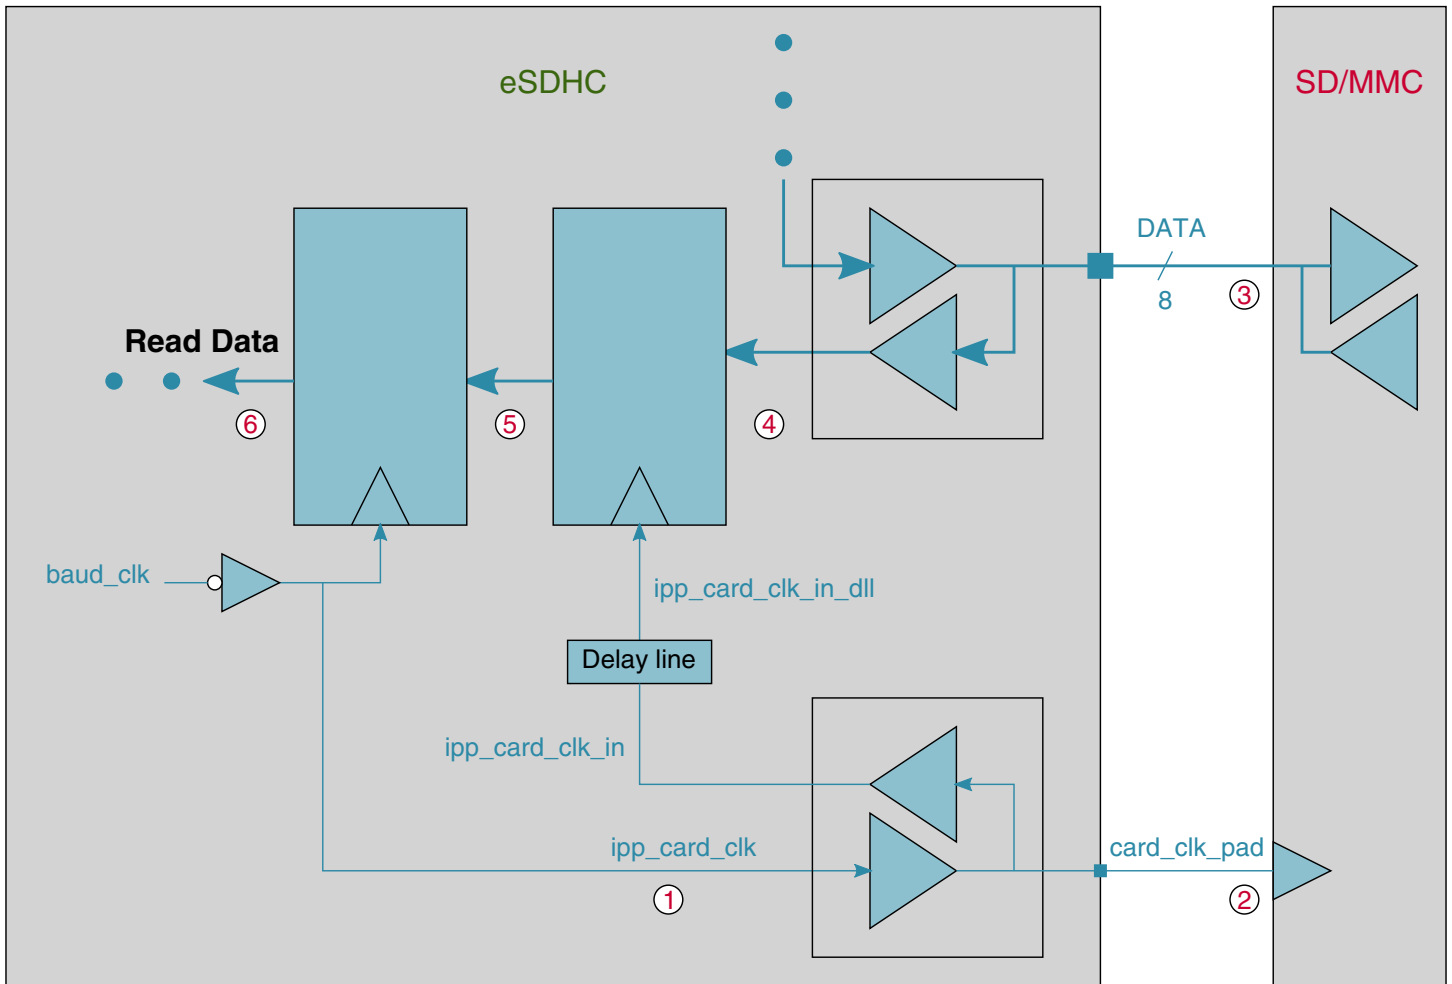 eSDHC
SD/MMC
DATA
8
3
Read Data
6
5
4
baud_clk
ipp_card_clk_in_dll
Delay line
ipp_card_clk_in
ipp_card_clk
card_clk_pad
1
2